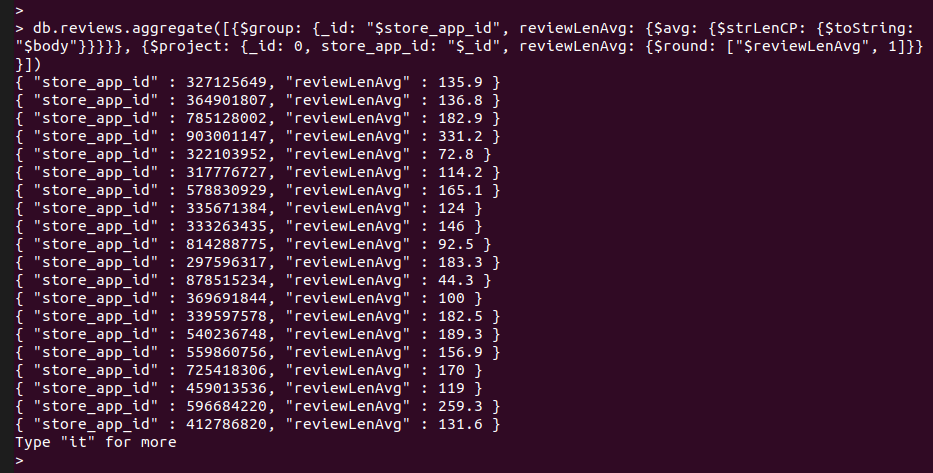 >
> db.reviews.aggregate([{$group: {_id: "$store_app_id", reviewLenAvg: {$avg: {$strLenCP: {$toString:
"$body"}}}}}, {$project: {_id: 0, store_app_id: "$_id", reviewLenAvg: {$round: ["$reviewLenAvg", 1]}}
}])
{ "store_app_id" : 327125649, "reviewLenAvg" : 135.9 }
{ "store_app_id" : 364901807, "reviewLenAvg" : 136.8 }
{ "store_app_id" : 785128002, "reviewLenAvg" : 182.9 }
{ "store_app_id" : 903001147, "reviewLenAvg" : 331.2 }
{ "store_app_id" : 322103952, "reviewLenAvg" : 72.8 }
{ "store_app_id" : 317776727, "reviewLenAvg" : 114.2 }
{ "store_app_id" : 578830929, "reviewLenAvg" : 165.1 }
{ "store_app_id" : 335671384, "reviewLenAvg" : 124 }
{ "store_app_id" : 333263435, "reviewLenAvg" : 146 }
{ "store_app_id" : 814288775, "reviewLenAvg" : 92.5 }
{ "store_app_id" : 297596317, "reviewLenAvg" : 183.3 }
{ "store_app_id" : 878515234, "reviewLenAvg" : 44.3 }
{ "store_app_id" : 369691844, "reviewLenAvg" : 100 }
{ "store_app_id" : 339597578, "reviewLenAvg" : 182.5 }
{ "store_app_id" : 540236748, "reviewLenAvg" : 189.3 }
{ "store_app_id" : 559860756, "reviewLenAvg" : 156.9 }
{ "store_app_id" : 725418306, "reviewLenAvg" : 170 }
{ "store_app_id" : 459013536, "reviewLenAvg" : 119 }
{ "store_app_id" : 596684220, "reviewLenAvg" : 259.3 }
{ "store_app_id" : 412786820, "reviewLenAvg" : 131.6 }
Type "it" for more
>